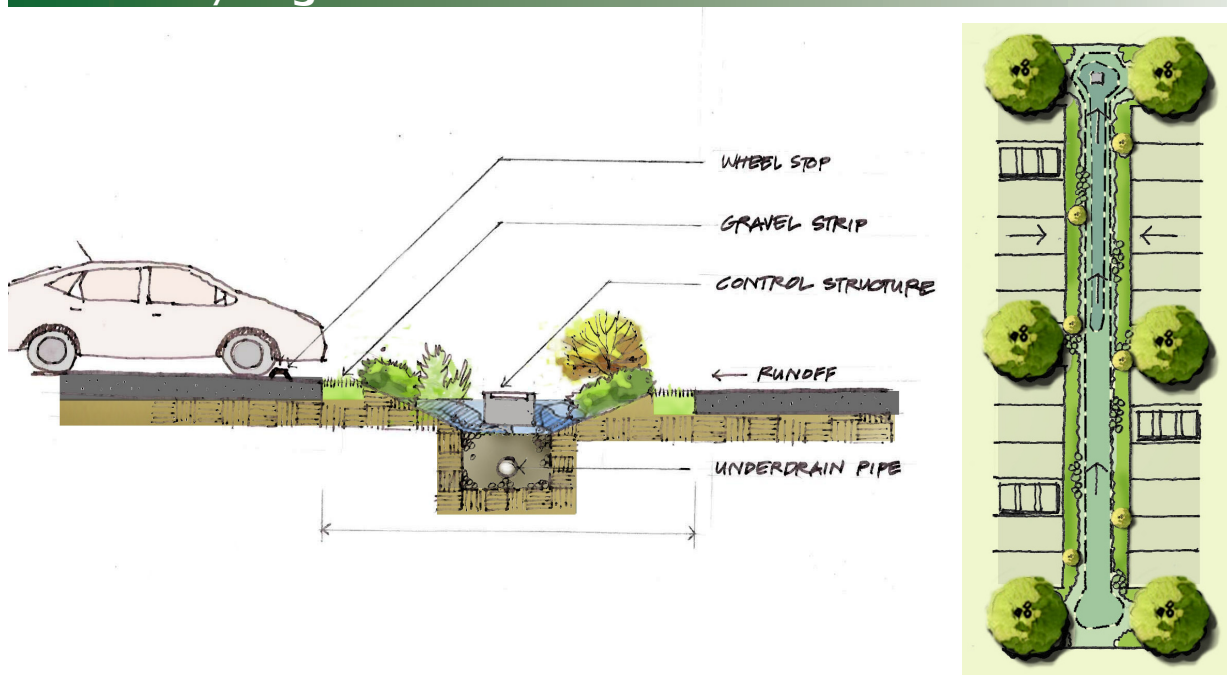 WHEEL STOP
GRAVEL STRIP
CONTROL STRUCTURE
RUNOFF
UNDERDRAIN PIPE